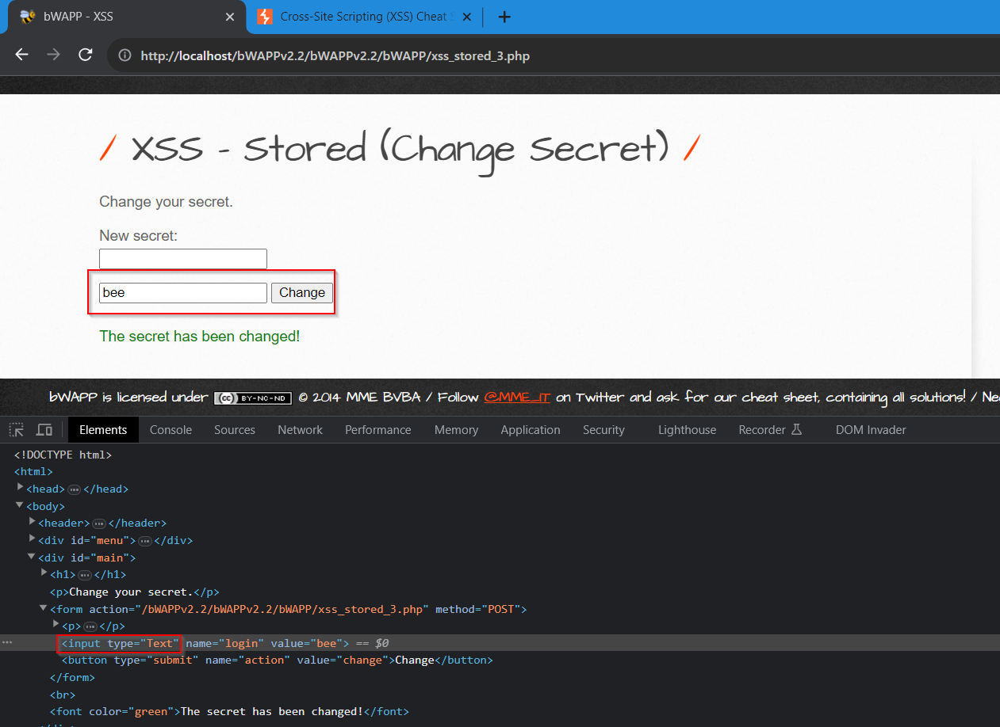 bWAPP - XSS
Cross-Site Scripting (XSS) Cheat
http://localhost/bWAPPv2.2/bWAPPv2.2/bWAPP/xss_stored_3.php
/ XSS - Stored (Change Secret) /
Change your secret.
New secret:
bee Change
The secret has been changed!
bWAPP is licensed under (cc) BY-NC-ND © 2014 MME BVBA / Follow @MME_IT on Twitter and ask for our cheat sheet, containing all solutions! /
Elements Console Sources Network Performance Memory Application Security Lighthouse Recorder DOM Invader
<!DOCTYPE html>
<html>
<head>…</head>
<body>
<header>…</header>
<div id="menu">…</div>
<div id="main">
<h1>…</h1>
<p>Change your secret.</p>
<form action="/bWAPPv2.2/bWAPPv2.2/bWAPP/xss_stored_3.php" method="POST">
<p>…</p>
… <input type="Text" name="login" value="bee"> == $0
<button type="submit" name="action" value="change">Change</button>
</form>
<br>
<font color="green">The secret has been changed!</font>